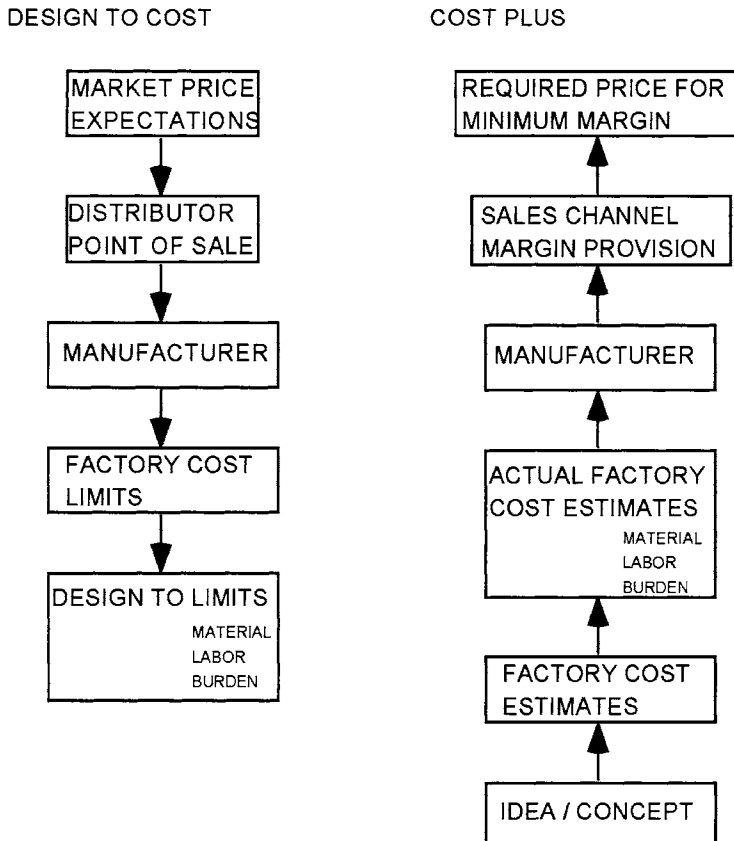 DESIGN TO COST
MARKET PRICE
EXPECTATIONS
DISTRIBUTOR
POINT OF SALE
MANUFACTURER
FACTORY COST
LIMITS
DESIGN TO LIMITS
MATERIAL
LABOR
BURDEN
COST PLUS
REQUIRED PRICE FOR
MINIMUM MARGIN
SALES CHANNEL
MARGIN PROVISION
MANUFACTURER
ACTUAL FACTORY
COST ESTIMATES
MATERIAL
LABOR
BURDEN
FACTORY COST
ESTIMATES
IDEA / CONCEPT